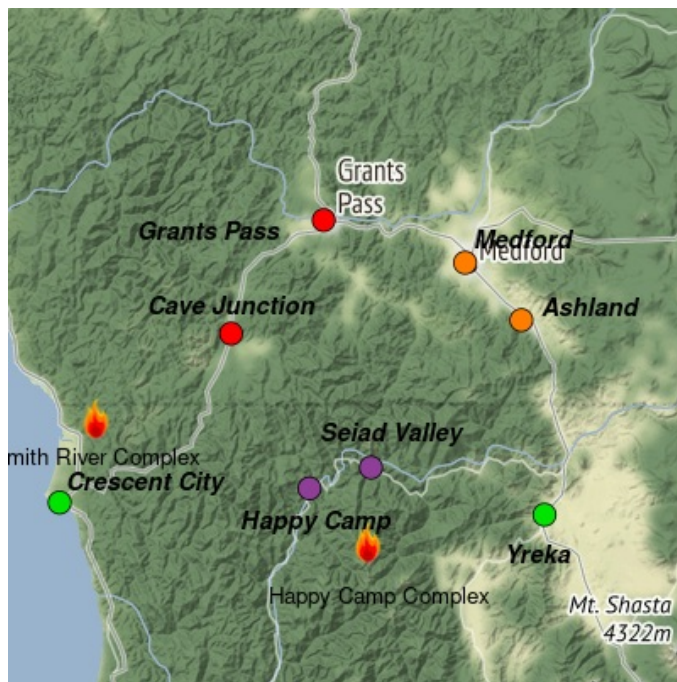 Grants
Pass
Grants Pass
Medford
Medford
Cave Junction
Ashland
Seiad Valley
mith River Complex
Crescent City
Happy Camp
Yreka
Happy Camp Complex
Mt. Shasta
4322m